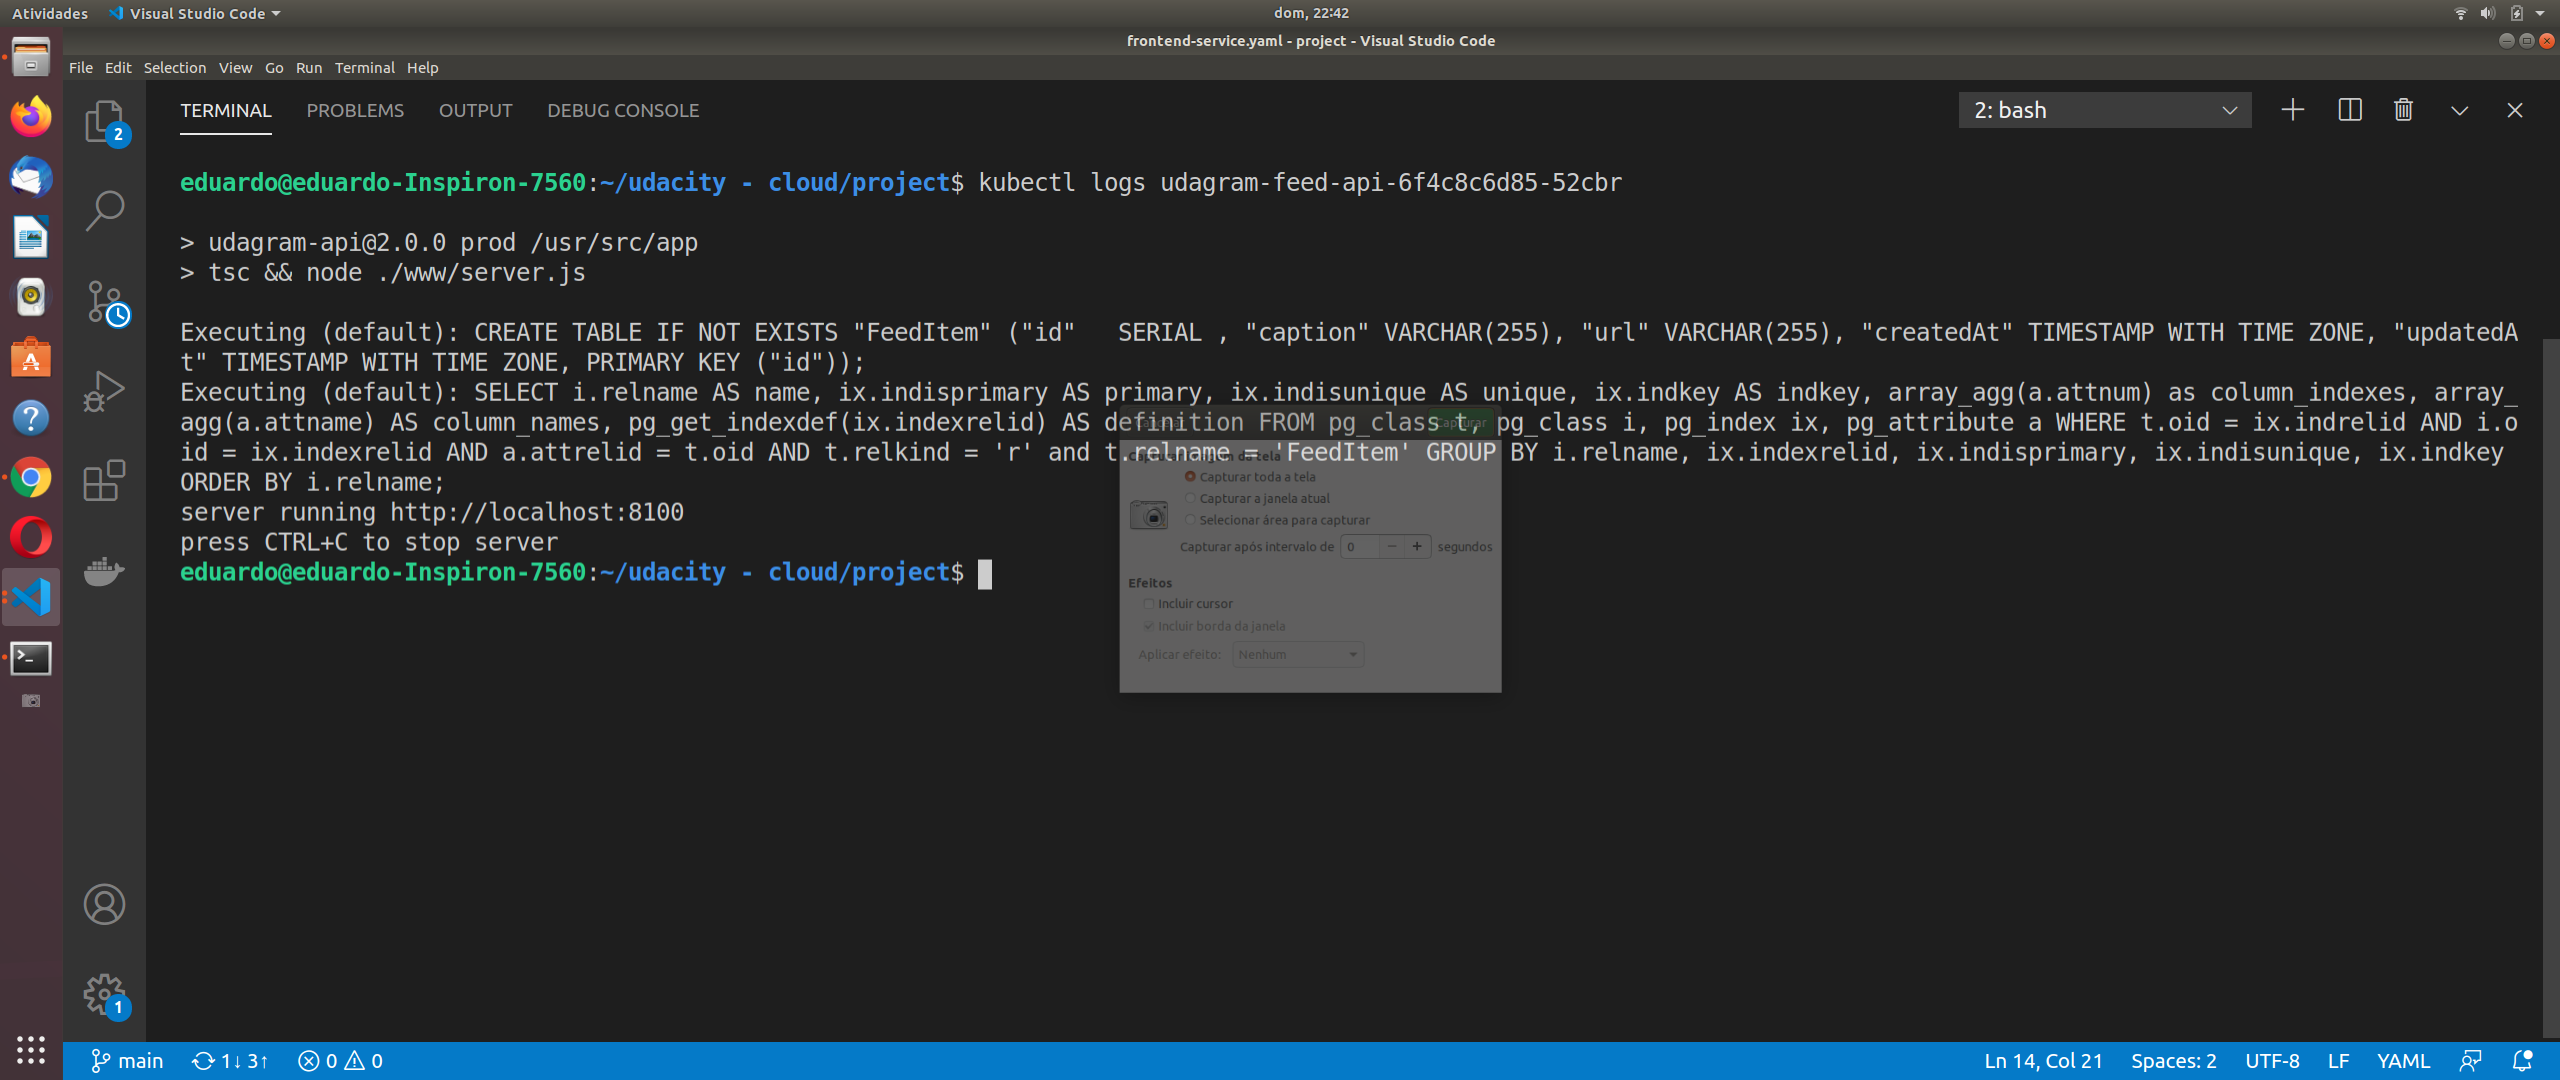 Atividades Visual Studio Code dom, 22:42
frontend-service.yaml - project - Visual Studio Code
File Edit Selection View Go Run Terminal Help
TERMINAL PROBLEMS OUTPUT DEBUG CONSOLE 2: bash
eduardo@eduardo-Inspiron-7560:~/udacity - cloud/project$ kubectl logs udagram-feed-api-6f4c8c6d85-52cbr
> udagram-api@2.0.0 prod /usr/src/app
> tsc && node ./www/server.js
Executing (default): CREATE TABLE IF NOT EXISTS "FeedItem" ("id"   SERIAL , "caption" VARCHAR(255), "url" VARCHAR(255), "createdAt" TIMESTAMP WITH TIME ZONE, "updatedA
t" TIMESTAMP WITH TIME ZONE, PRIMARY KEY ("id"));
Executing (default): SELECT i.relname AS name, ix.indisprimary AS primary, ix.indisunique AS unique, ix.indkey AS indkey, array_agg(a.attnum) as column_indexes, array_
agg(a.attname) AS column_names, pg_get_indexdef(ix.indexrelid) AS definition FROM pg_class t, pg_class i, pg_index ix, pg_attribute a WHERE t.oid = ix.indrelid AND i.o
id = ix.indexrelid AND a.attrelid = t.oid AND t.relkind = 'r' and t.relname = 'FeedItem' GROUP BY i.relname, ix.indexrelid, ix.indisprimary, ix.indisunique, ix.indkey
ORDER BY i.relname;
server running http://localhost:8100
press CTRL+C to stop server
eduardo@eduardo-Inspiron-7560:~/udacity - cloud/project$
Capturar
Capturar toda a tela
Capturar a janela atual
Selecionar área para capturar
Capturar após intervalo de 0 − + segundos
Efeitos
Incluir cursor
Incluir borda da janela
Aplicar efeito: Nenhum
2
1
main 1↓ 3↑ 0 0 Ln 14, Col 21 Spaces: 2 UTF-8 LF YAML